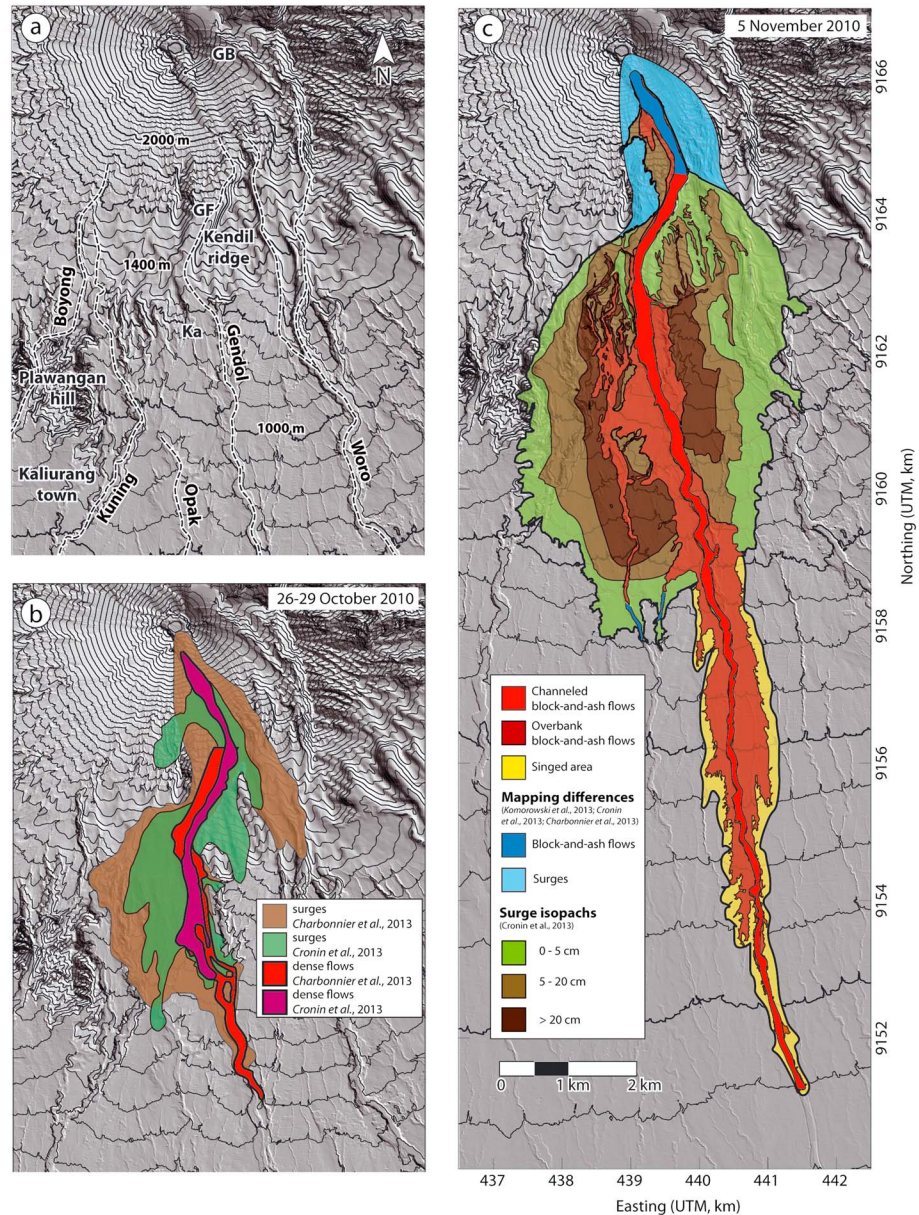 a
GB
N
2000 m
GF
Kendil
ridge
1400 m
Boyong
Ka
Gendol
Plawangan
hill
1000 m
Woro
Kaliurang
town
Kuning
Opak
b
26-29 October 2010
surges
Charbonnier et al., 2013
surges
Cronin et al., 2013
dense flows
Charbonnier et al., 2013
dense flows
Cronin et al., 2013
c
5 November 2010
Channeled
block-and-ash flows
Overbank
block-and-ash flows
Singed area
Mapping differences
(Komorowski et al., 2013; Cronin
et al., 2013; Charbonnier et al., 2013)
Block-and-ash flows
Surges
Surge isopachs
(Cronin et al., 2013)
0 - 5 cm
5 - 20 cm
> 20 cm
0 1 km 2 km
9166
9164
9162
9160
9158
9156
9154
9152
Northing (UTM, km)
437 438 439 440 441 442
Easting (UTM, km)